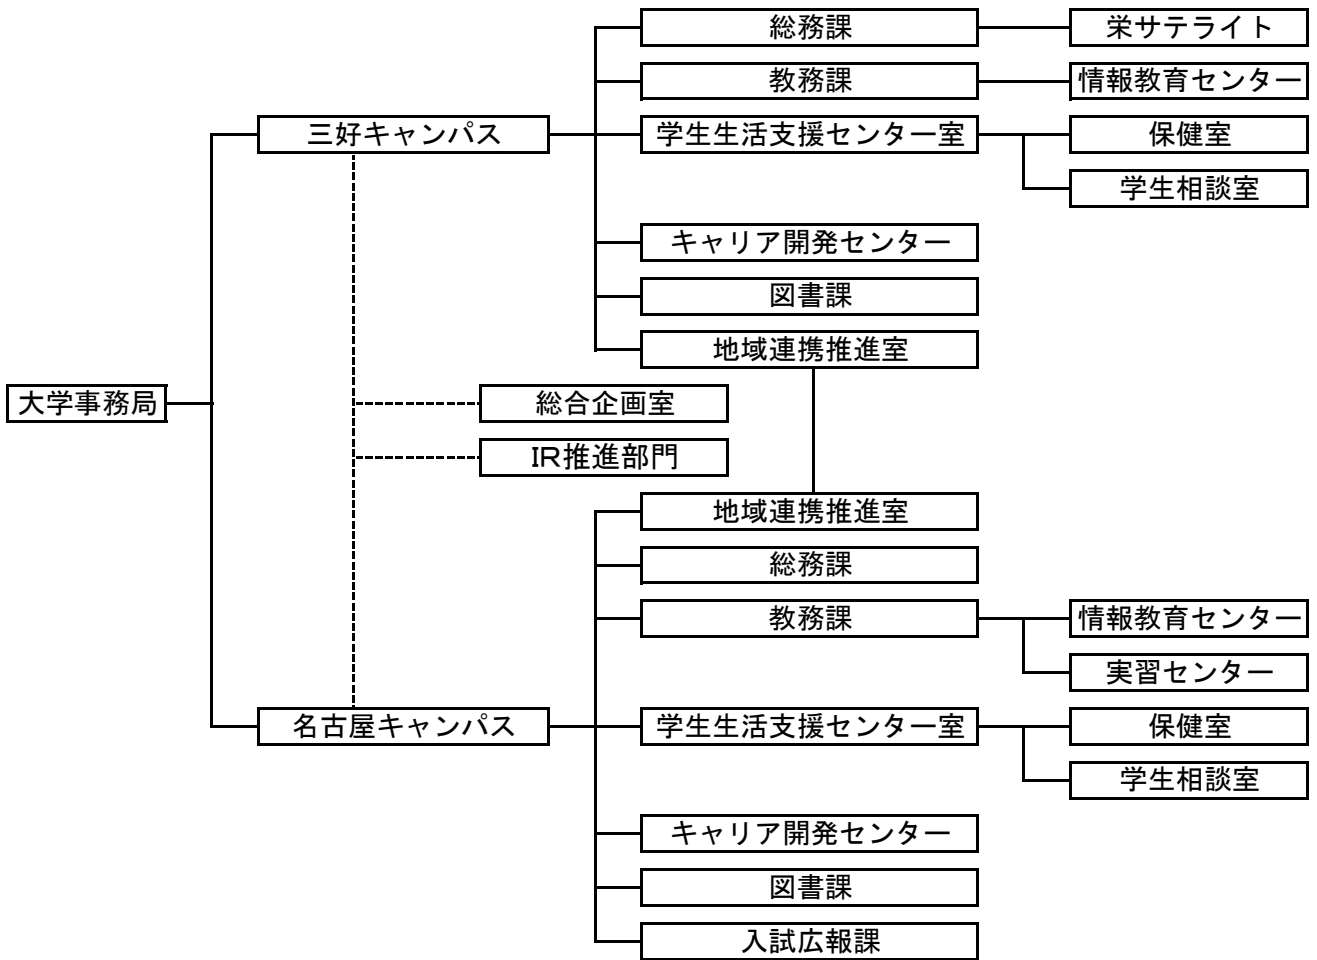 総務課
栄サテライト
教務課
情報教育センター
三好キャンパス
学生生活支援センター室
保健室
学生相談室
キャリア開発センター
図書課
地域連携推進室
大学事務局
総合企画室
IR推進部門
地域連携推進室
総務課
教務課
情報教育センター
実習センター
名古屋キャンパス
学生生活支援センター室
保健室
学生相談室
キャリア開発センター
図書課
入試広報課